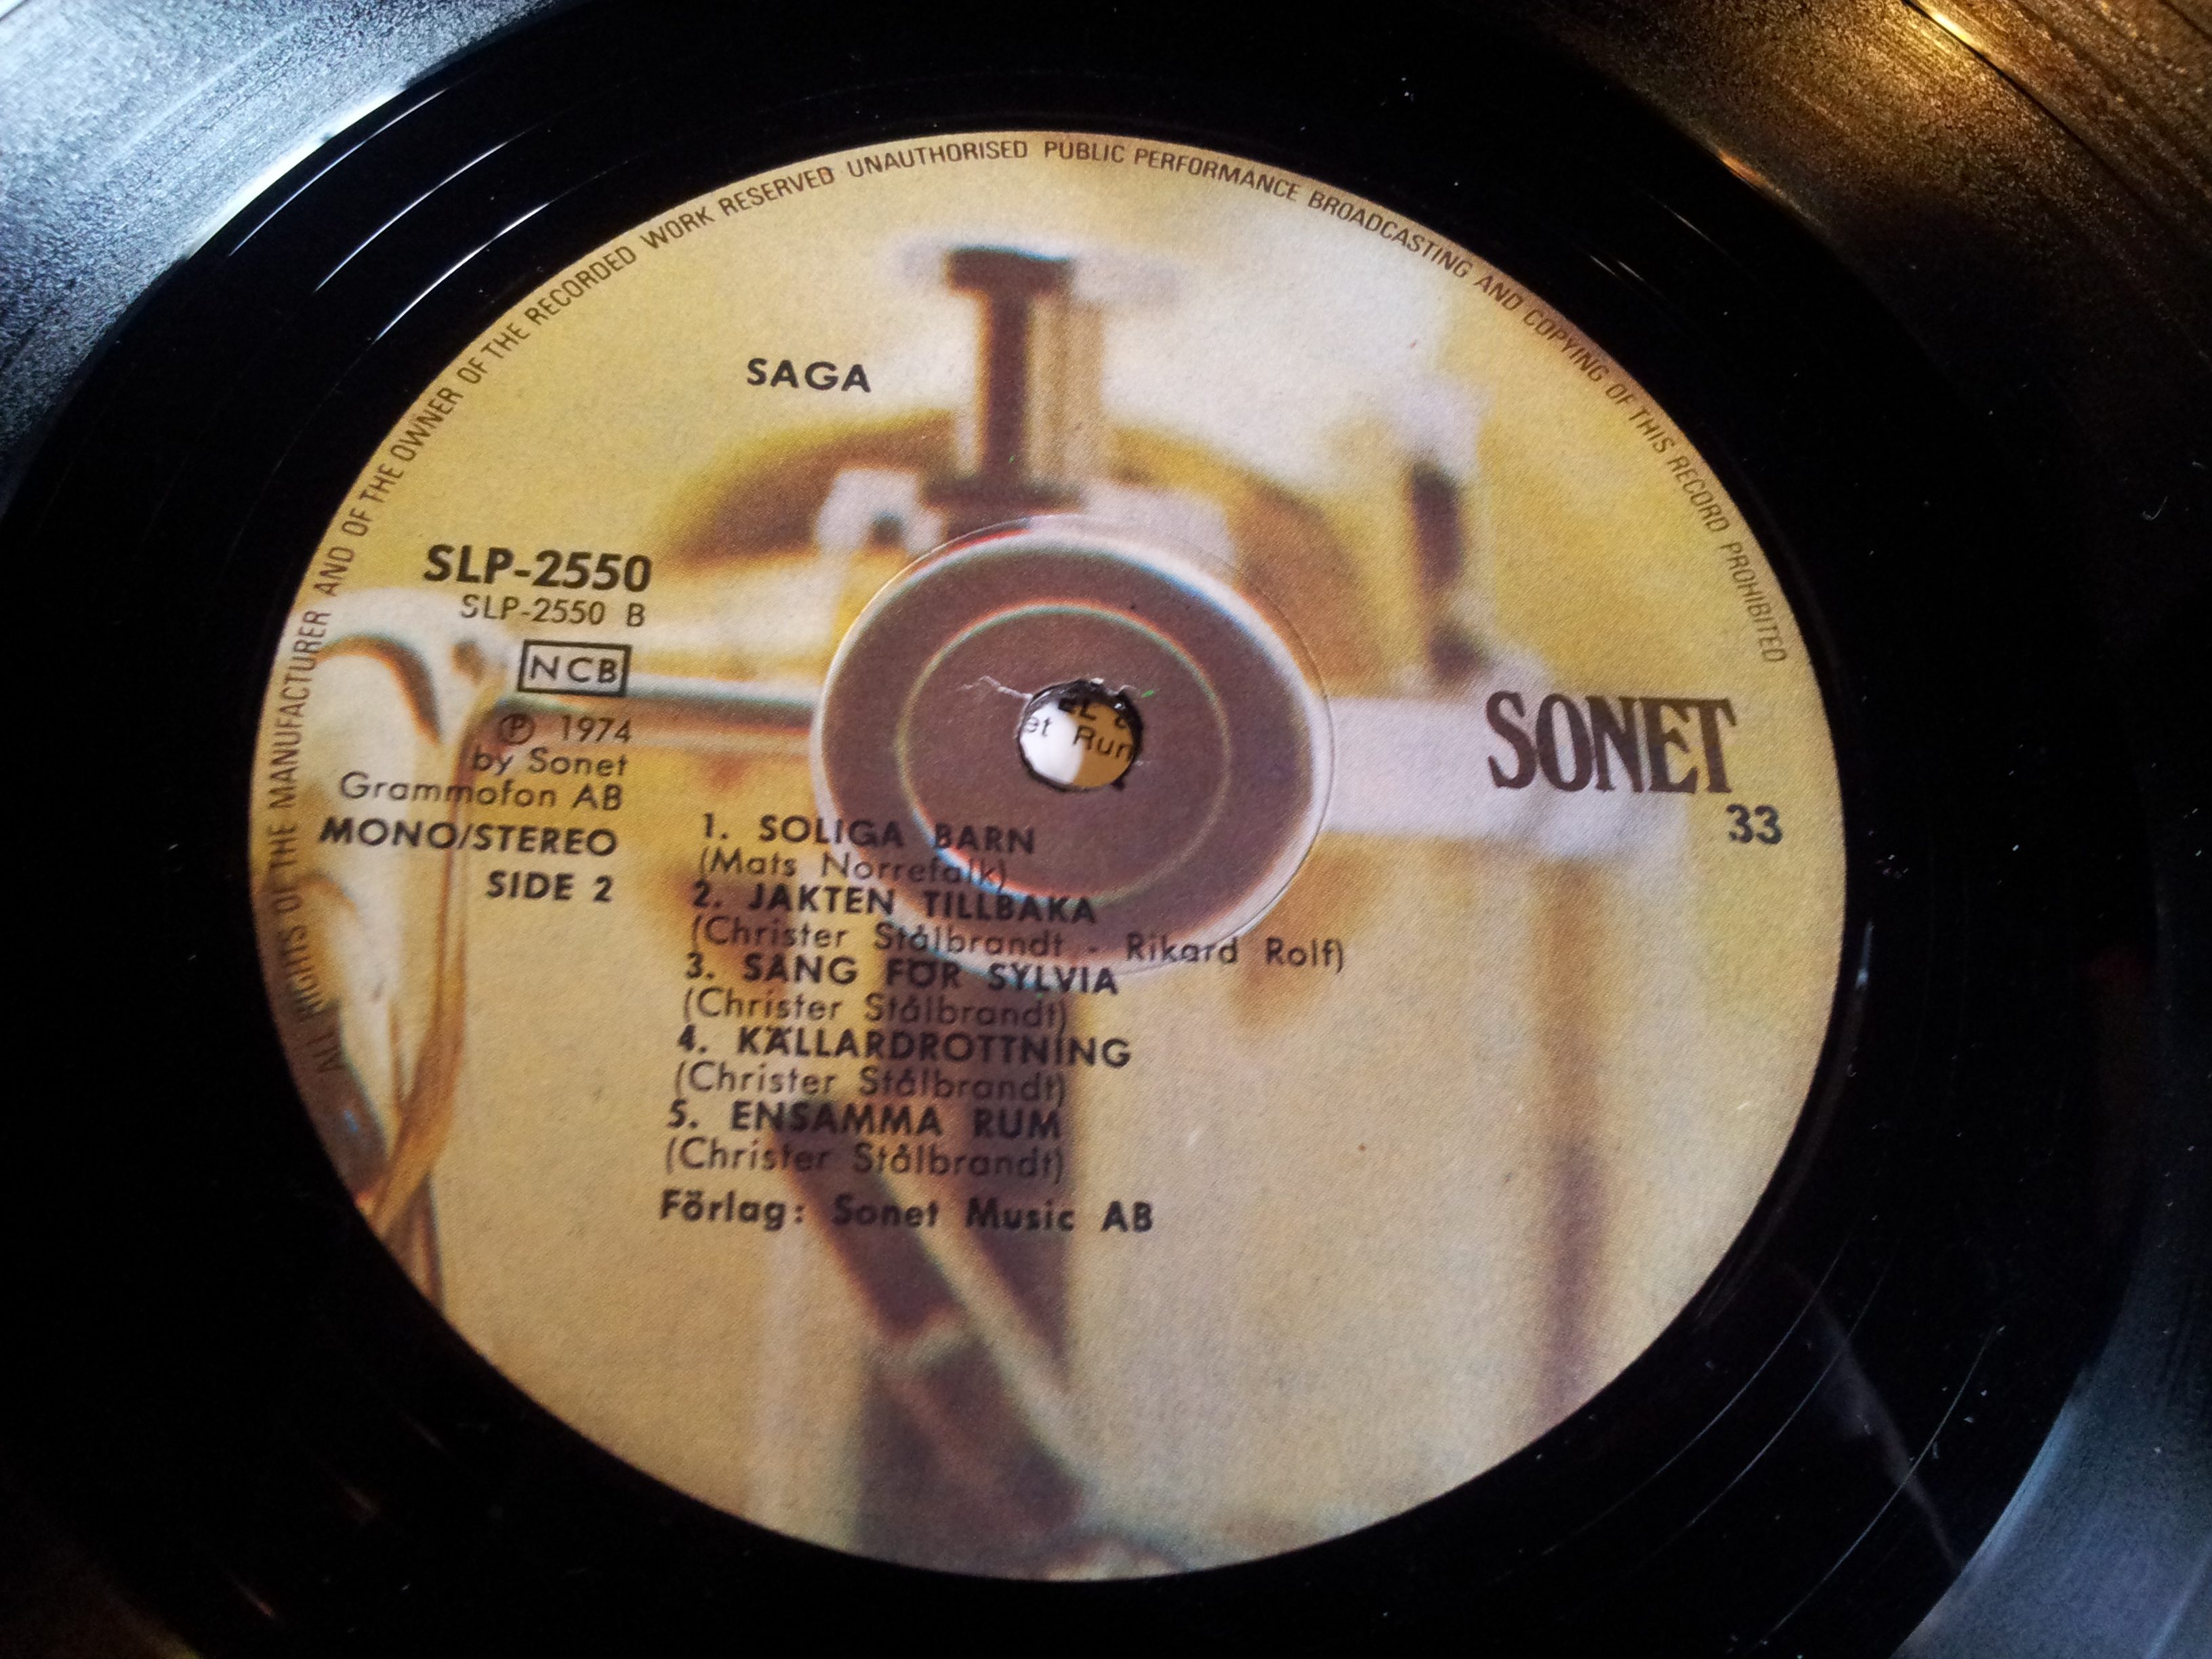 ALL RIGHTS OF THE MANUFACTURER AND OF THE OWNER OF THE RECORDED WORK RESERVED UNAUTHORISED PUBLIC PERFORMANCE BROADCASTING AND COPYING OF THIS RECORD PROHIBITED
SAGA
SLP-2550
SLP-2550 B
NCB
℗ 1974
by Sonet
Grammofon AB
MONO/STEREO
SIDE 2
SONET
33
1. SOLIGA BARN
(Mats Norrefalk)
2. JAKTEN TILLBAKA
(Christer Stålbrandt - Rikard Rolf)
3. SÅNG FÖR SYLVIA
(Christer Stålbrandt)
4. KÄLLARDROTTNING
(Christer Stålbrandt)
5. ENSAMMA RUM
(Christer Stålbrandt)
Förlag: Sonet Music AB